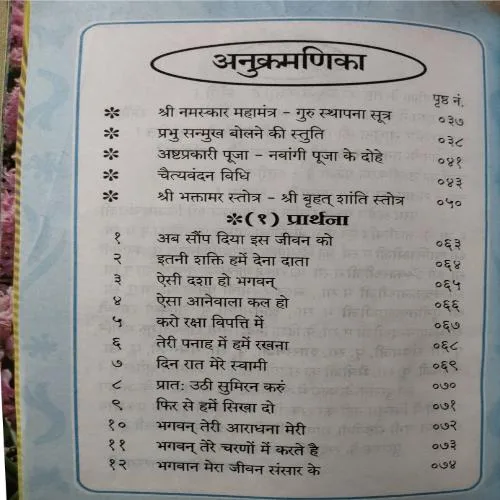 अनुक्रमणिका
पृष्ठ नं.
✽ श्री नमस्कार महामंत्र - गुरु स्थापना सूत्र ०३७
✽ प्रभु सन्मुख बोलने की स्तुति ०३८
✽ अष्टप्रकारी पूजा - नवांगी पूजा के दोहे ०४१
✽ चैत्यवंदन विधि ०४३
✽ श्री भक्तामर स्तोत्र - श्री बृहत् शांति स्तोत्र ०५०
✽(१) प्रार्थना
१ अब सौंप दिया इस जीवन को ०६३
२ इतनी शक्ति हमें देना दाता ०६४
३ ऐसी दशा हो भगवन् ०६५
४ ऐसा आनेवाला कल हो ०६६
५ करो रक्षा विपत्ति में ०६७
६ तेरी पनाह में हमें रखना ०६८
७ दिन रात मेरे स्वामी ०६९
८ प्रात: उठी सुमिरन करुं ०७०
९ फिर से हमें सिखा दो ०७१
१० भगवन् तेरी आराधना मेरी ०७२
११ भगवन् तेरे चरणों में करते है ०७३
१२ भगवान मेरा जीवन संसार के ०७४